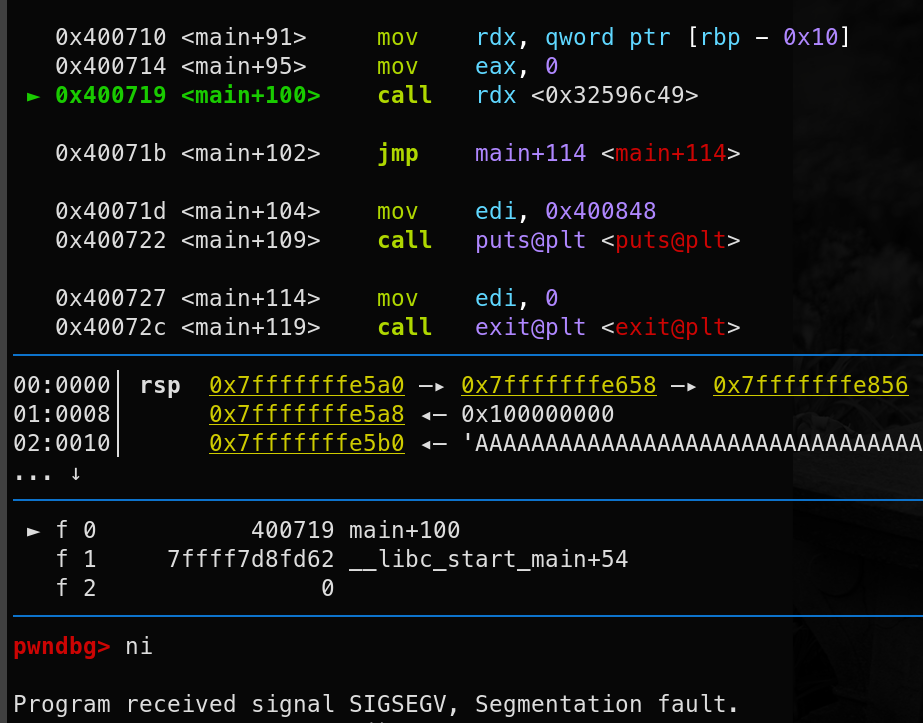 0x400710 <main+91> mov rdx, qword ptr [rbp - 0x10]
0x400714 <main+95> mov eax, 0
► 0x400719 <main+100> call rdx <0x32596c49>
0x40071b <main+102> jmp main+114 <main+114>
0x40071d <main+104> mov edi, 0x400848
0x400722 <main+109> call puts@plt <puts@plt>
0x400727 <main+114> mov edi, 0
0x40072c <main+119> call exit@plt <exit@plt>
00:0000│ rsp 0x7fffffffe5a0 —▸ 0x7fffffffe658 —▸ 0x7fffffffe856
01:0008│ 0x7fffffffe5a8 ◂— 0x100000000
02:0010│ 0x7fffffffe5b0 ◂— 'AAAAAAAAAAAAAAAAAAAAAAAAAAAAAAAA
... ↓
► f 0 400719 main+100
f 1 7ffff7d8fd62 __libc_start_main+54
f 2 0
pwndbg> ni
Program received signal SIGSEGV, Segmentation fault.